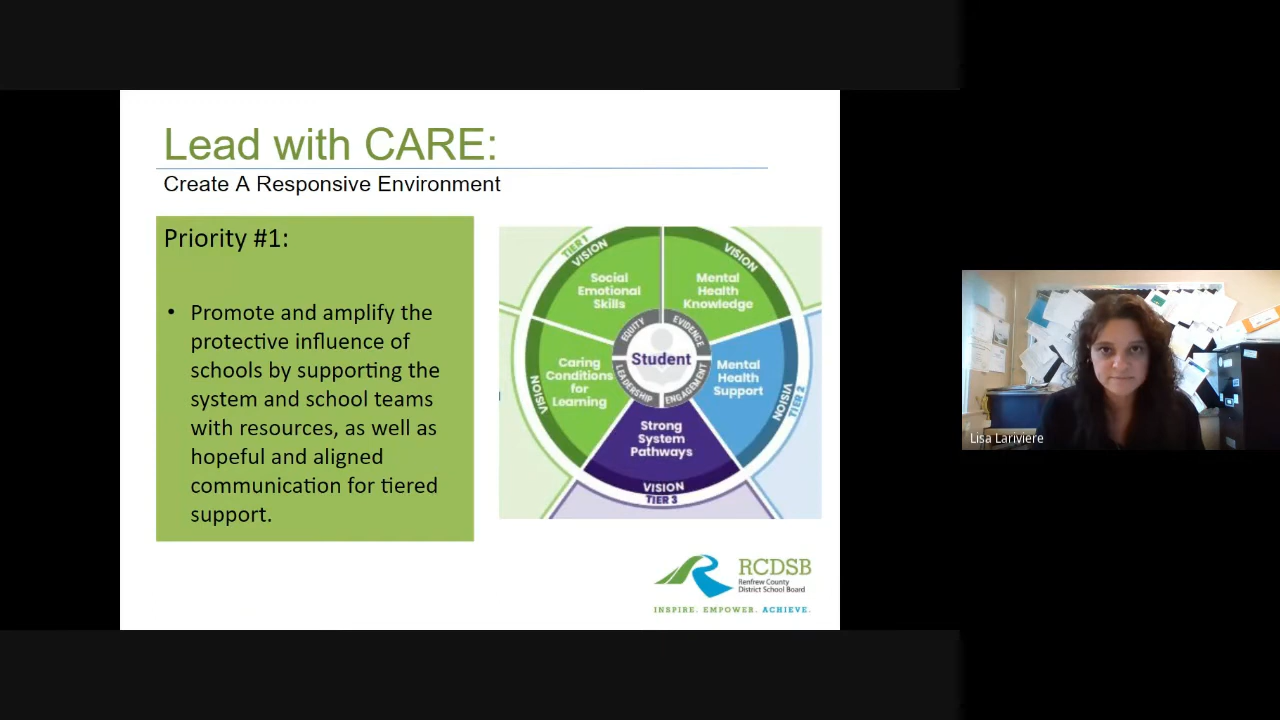 Lead with CARE:
Create A Responsive Environment
Priority #1:
• Promote and amplify the
protective influence of
schools by supporting the
system and school teams
with resources, as well as
hopeful and aligned
communication for tiered
support.
TIER 1
VISION
VISION
Social
Emotional
Skills
Mental
Health
Knowledge
EQUITY
EVIDENCE
Student
LEADERSHIP
ENGAGEMENT
Caring
Conditions
for
Learning
Mental
Health
Support
VISION
VISION
TIER 2
Strong
System
Pathways
VISION
TIER 3
RCDSB
Renfrew County
District School Board
INSPIRE. EMPOWER. ACHIEVE.
Lisa Lariviere